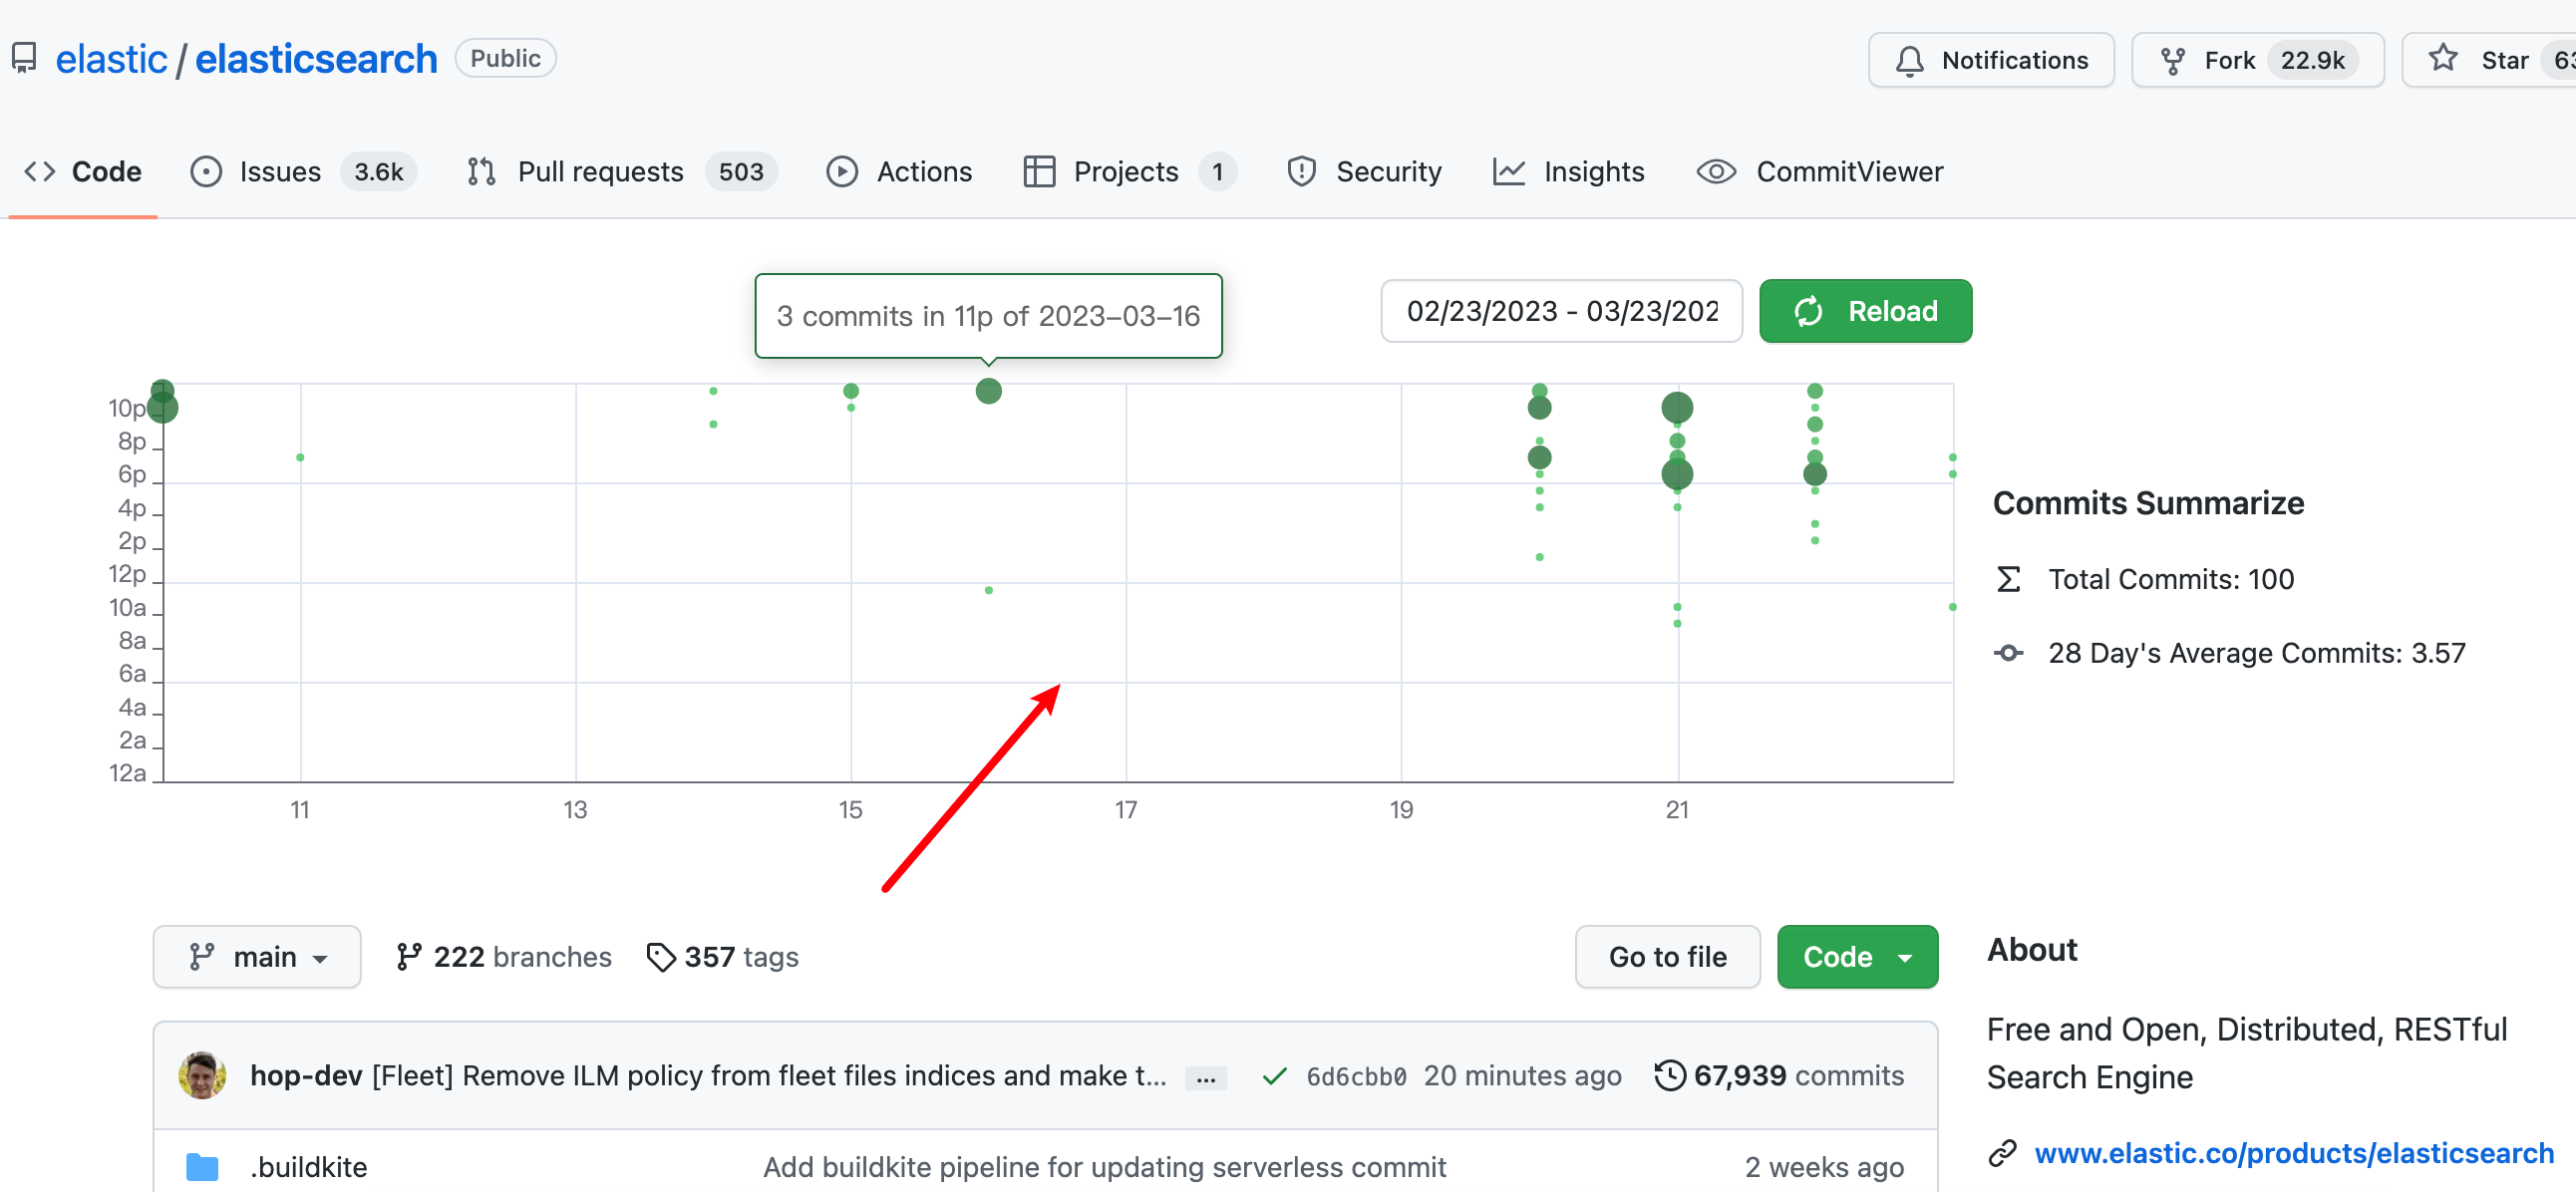 elastic / elasticsearch Public Notifications Fork 22.9k Star
Code Issues 3.6k Pull requests 503 Actions Projects 1 Security Insights CommitViewer
3 commits in 11p of 2023-03-16
02/23/2023 - 03/23/202
Reload
10p
8p
6p
4p
2p
12p
10a
8a
6a
4a
2a
12a
11 13 15 17 19 21
Commits Summarize
Total Commits: 100
28 Day's Average Commits: 3.57
main 222 branches 357 tags Go to file Code
hop-dev [Fleet] Remove ILM policy from fleet files indices and make t... ... 6d6cbb0 20 minutes ago 67,939 commits
.buildkite Add buildkite pipeline for updating serverless commit 2 weeks ago
About
Free and Open, Distributed, RESTful
Search Engine
www.elastic.co/products/elasticsearch